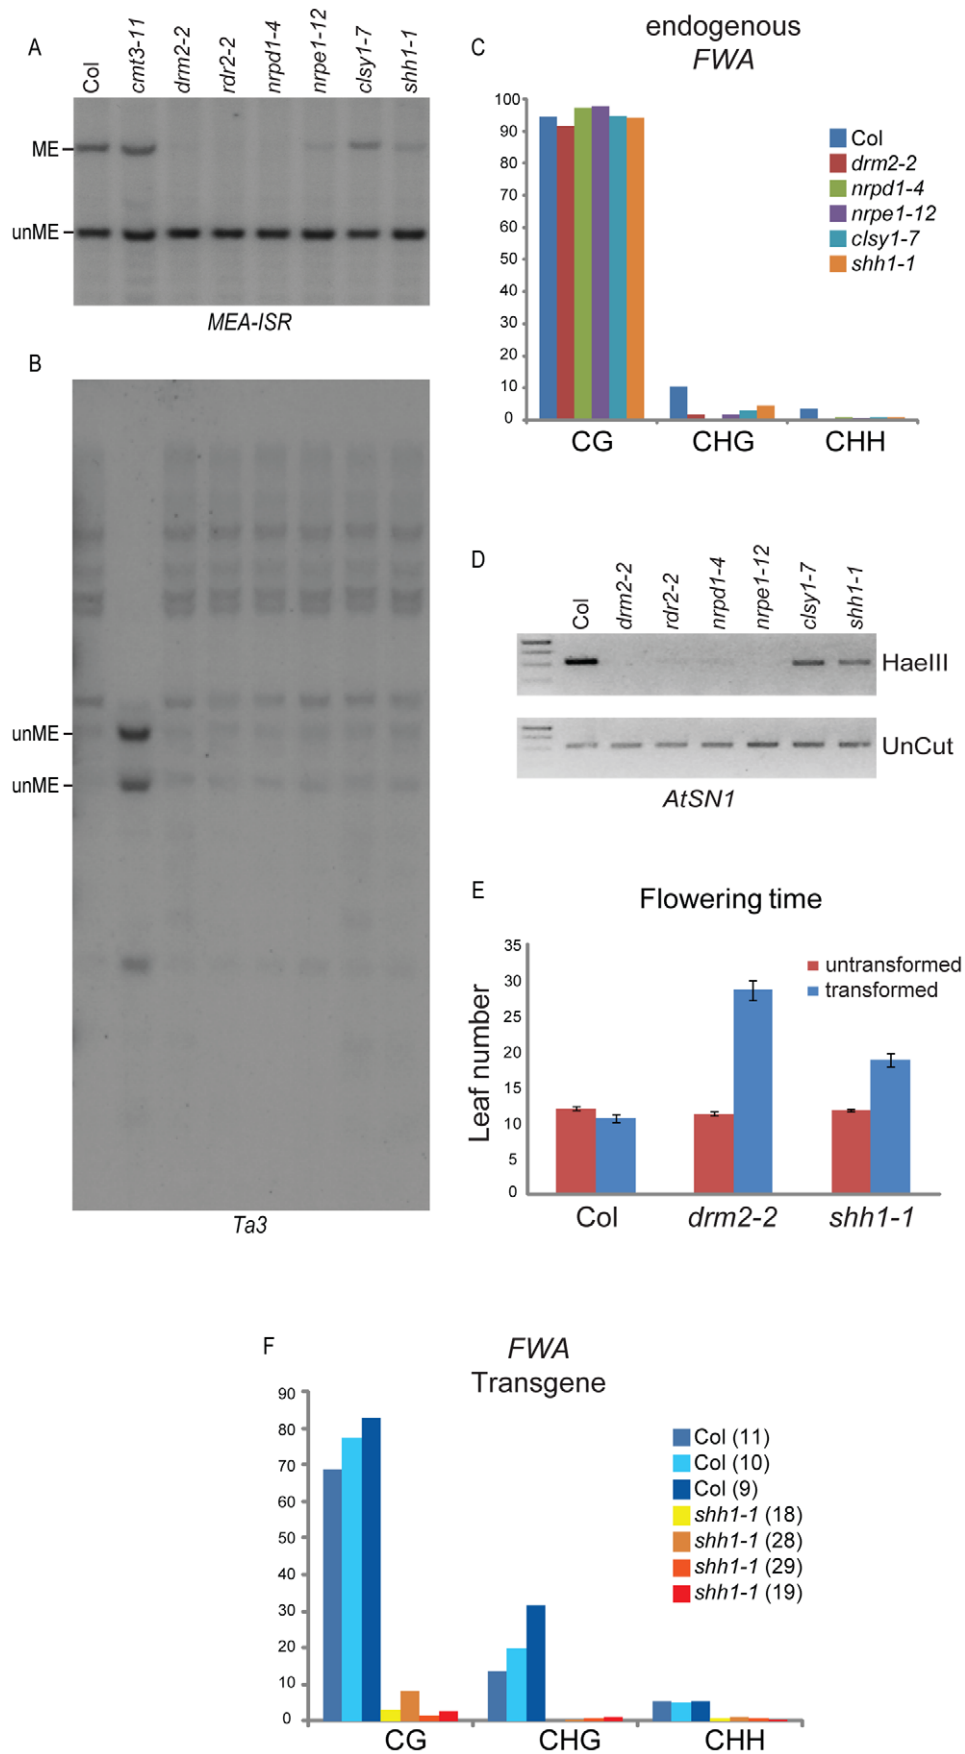 A
Col
cmt3-11
drm2-2
rdr2-2
nrpd1-4
nrpe1-12
clsy1-7
shh1-1
ME
unME
MEA-ISR
B
unME
unME
Ta3
C
endogenous
FWA
100
90
80
70
60
50
40
30
20
10
0
CG
CHG
CHH
Col
drm2-2
nrpd1-4
nrpe1-12
clsy1-7
shh1-1
D
Col
drm2-2
rdr2-2
nrpd1-4
nrpe1-12
clsy1-7
shh1-1
HaeIII
UnCut
AtSN1
E
Flowering time
Leaf number
35
30
25
20
15
10
5
0
untransformed
transformed
Col
drm2-2
shh1-1
F
FWA
Transgene
90
80
70
60
50
40
30
20
10
0
CG
CHG
CHH
Col (11)
Col (10)
Col (9)
shh1-1 (18)
shh1-1 (28)
shh1-1 (29)
shh1-1 (19)